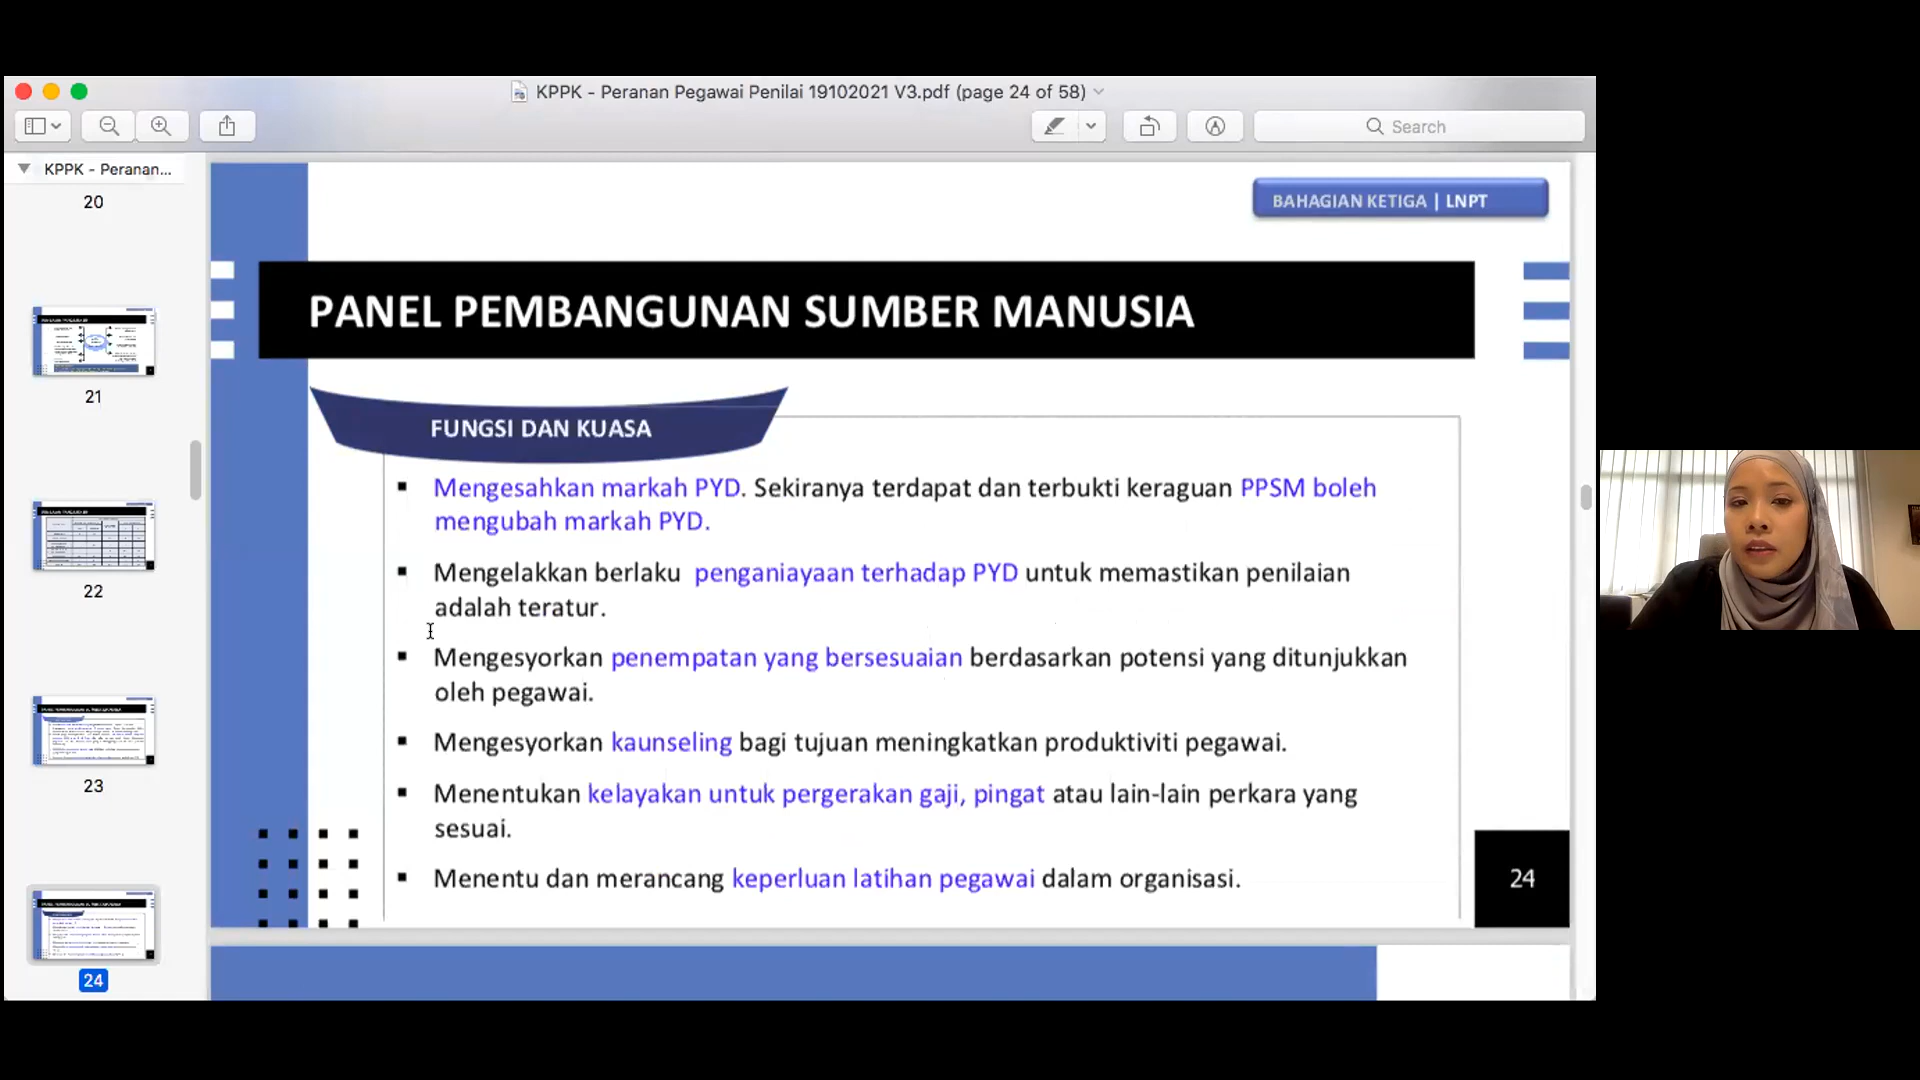 KPPK - Peranan Pegawai Penilai 19102021 V3.pdf (page 24 of 58)
Search
KPPK - Peranan...
20
21
22
23
24
BAHAGIAN KETIGA | LNPT
PANEL PEMBANGUNAN SUMBER MANUSIA
FUNGSI DAN KUASA
▪ Mengesahkan markah PYD. Sekiranya terdapat dan terbukti keraguan PPSM boleh
mengubah markah PYD.
▪ Mengelakkan berlaku penganiayaan terhadap PYD untuk memastikan penilaian
adalah teratur.
▪ Mengesyorkan penempatan yang bersesuaian berdasarkan potensi yang ditunjukkan
oleh pegawai.
▪ Mengesyorkan kaunseling bagi tujuan meningkatkan produktiviti pegawai.
▪ Menentukan kelayakan untuk pergerakan gaji, pingat atau lain-lain perkara yang
sesuai.
▪ Menentu dan merancang keperluan latihan pegawai dalam organisasi.
24